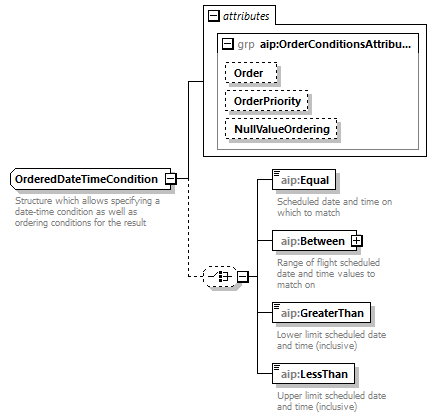 attributes
grp aip:OrderConditionsAttribu...
Order
OrderPriority
NullValueOrdering
OrderedDateTimeCondition
Structure which allows specifying a
date-time condition as well as
ordering conditions for the result
aip:Equal
Scheduled date and time on
which to match
aip:Between
Range of flight scheduled
date and time values to
match on
aip:GreaterThan
Lower limit scheduled date
and time (inclusive)
aip:LessThan
Upper limit scheduled date
and time (inclusive)